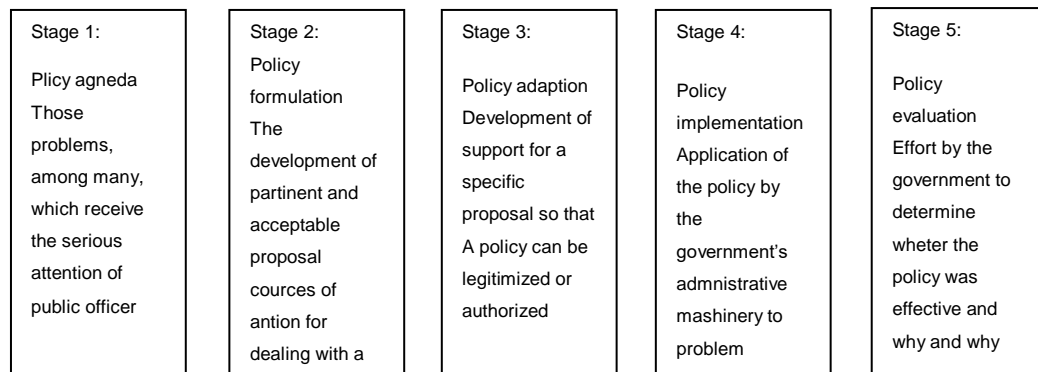 Stage 1:
Plicy agneda
Those
problems,
among many,
which receive
the serious
attention of
public officer
Stage 2:
Policy
formulation
The
development of
partinent and
acceptable
proposal
cources of
antion for
dealing with a
Stage 3:
Policy adaption
Development of
support for a
specific
proposal so that
A policy can be
legitimized or
authorized
Stage 4:
Policy
implementation
Application of
the policy by
the
government's
admnistrative
mashinery to
problem
Stage 5:
Policy
evaluation
Effort by the
government to
determine
wheter the
policy was
effective and
why and why